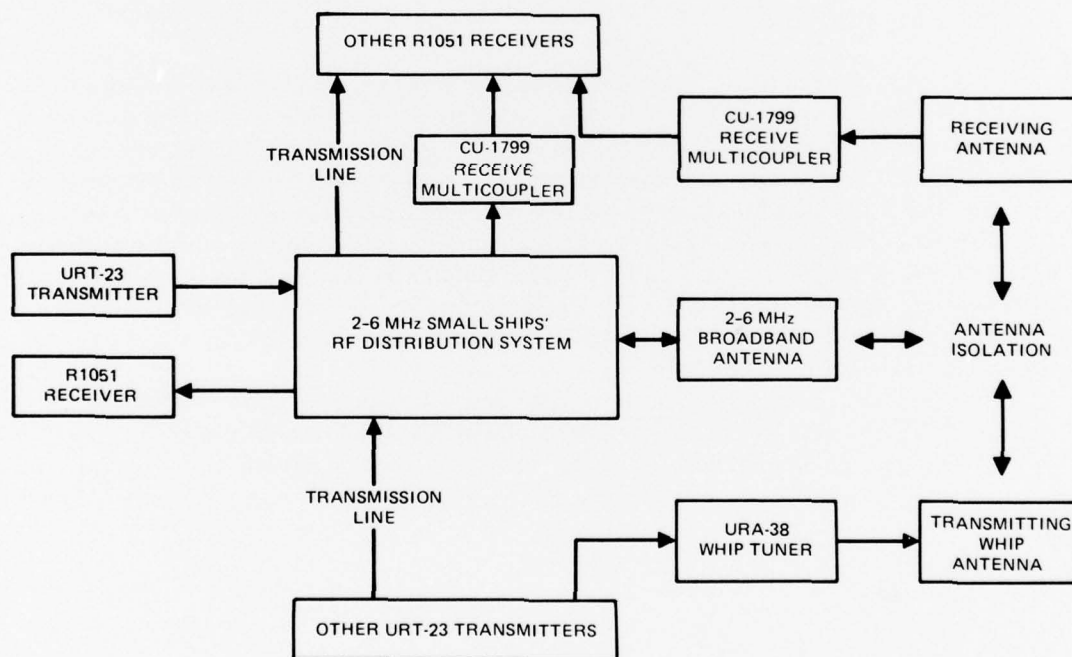 OTHER R1051 RECEIVERS
TRANSMISSION
LINE
CU-1799
RECEIVE
MULTICOUPLER
CU-1799
RECEIVE
MULTICOUPLER
RECEIVING
ANTENNA
URT-23
TRANSMITTER
2-6 MHz SMALL SHIPS'
RF DISTRIBUTION SYSTEM
2-6 MHz
BROADBAND
ANTENNA
ANTENNA
ISOLATION
R1051
RECEIVER
TRANSMISSION
LINE
URA-38
WHIP TUNER
TRANSMITTING
WHIP
ANTENNA
OTHER URT-23 TRANSMITTERS